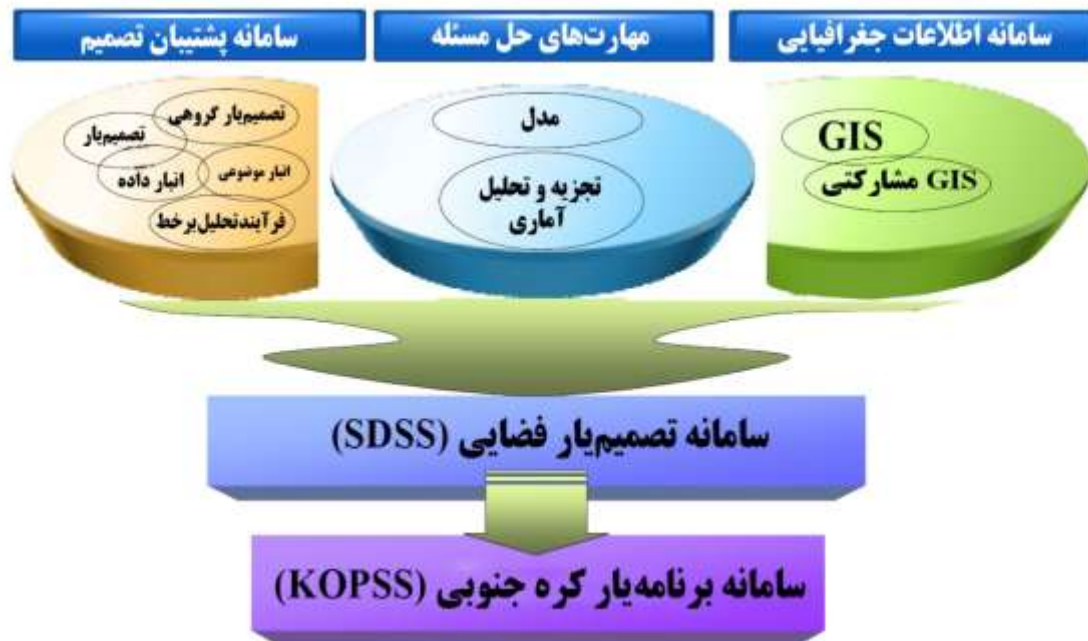 سامانه اطلاعات جغرافیایی
مهارت‌های حل مسئله
سامانه پشتیبان تصمیم
GIS
GIS مشارکتی
مدل
تجزیه و تحلیل
آماری
تصمیم‌یار گروهی
تصمیم‌یار
انبار موضوعی
انبار داده
فرآیندتحلیل‌برخط
سامانه تصمیم‌یار فضایی (SDSS)
سامانه برنامه‌یار کره جنوبی (KOPSS)